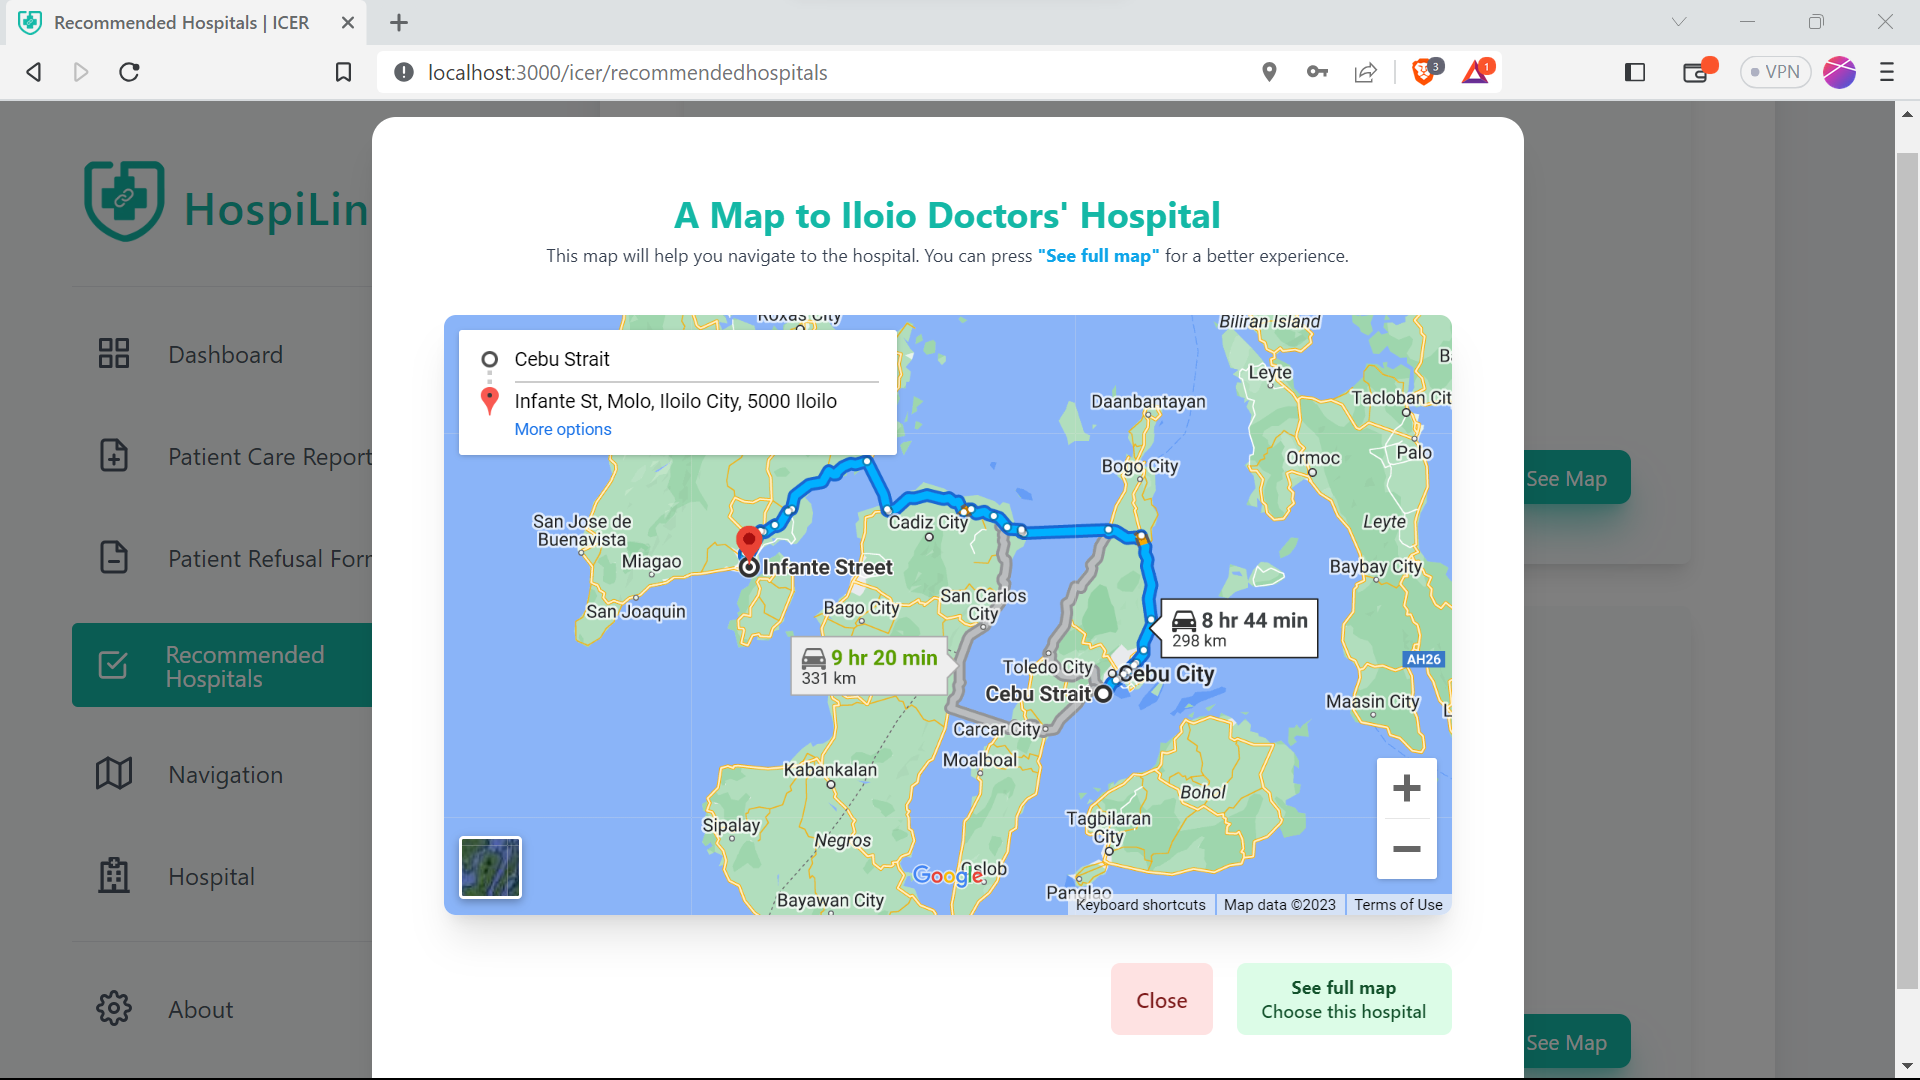 Recommended Hospitals | ICER
localhost:3000/icer/recommendedhospitals
3
1
VPN
HospiLin
Dashboard
Patient Care Report
Patient Refusal For
Recommended
Hospitals
Navigation
Hospital
About
A Map to Iloio Doctors' Hospital
This map will help you navigate to the hospital. You can press "See full map" for a better experience.
Cebu Strait
Infante St, Molo, Iloilo City, 5000 Iloilo
More options
Roxas City
Biliran Island
B
Leyte
Daanbantayan
Tacloban Cit
Bogo City
Ormoc
Palo
San Jose de
Buenavista
Cadiz City
Leyte
Miagao
Infante Street
Baybay City
San Joaquin
Bago City
San Carlos
City
8 hr 44 min
298 km
9 hr 20 min
331 km
Toledo City
Cebu City
AH26
Cebu Strait
Maasin City
L
Carcar City
Moalboal
Kabankalan
Bohol
Sipalay
Negros
Tagbilaran
City
Google
Oslob
Panglao
Bayawan City
Keyboard shortcuts
Map data ©2023
Terms of Use
See Map
Close
See full map
Choose this hospital
See Map